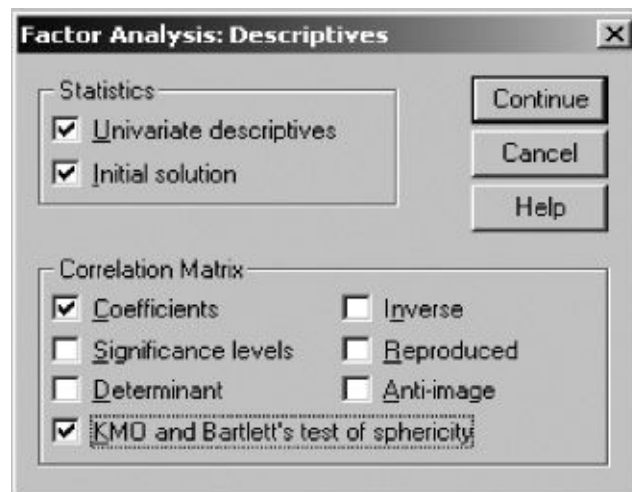 Factor Analysis: Descriptives
Statistics
Univariate descriptives
Initial solution
Continue
Cancel
Help
Correlation Matrix
Coefficients
Inverse
Significance levels
Reproduced
Determinant
Anti-image
KMO and Bartlett's test of sphericity